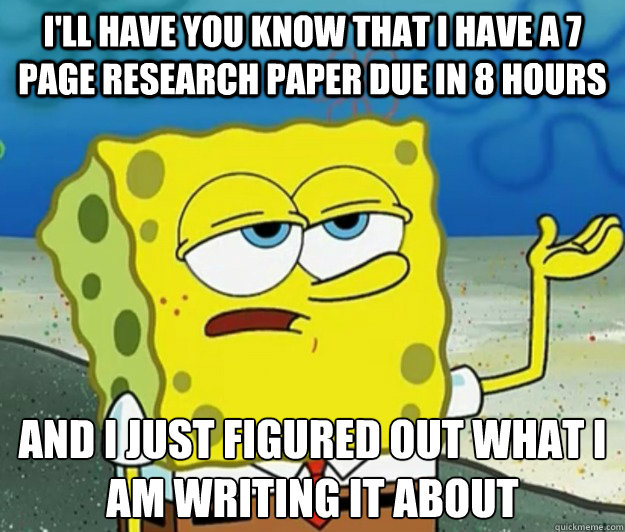 I'LL HAVE YOU KNOW THAT I HAVE A 7
PAGE RESEARCH PAPER DUE IN 8 HOURS
AND I JUST FIGURED OUT WHAT I
AM WRITING IT ABOUT
quickmeme.com